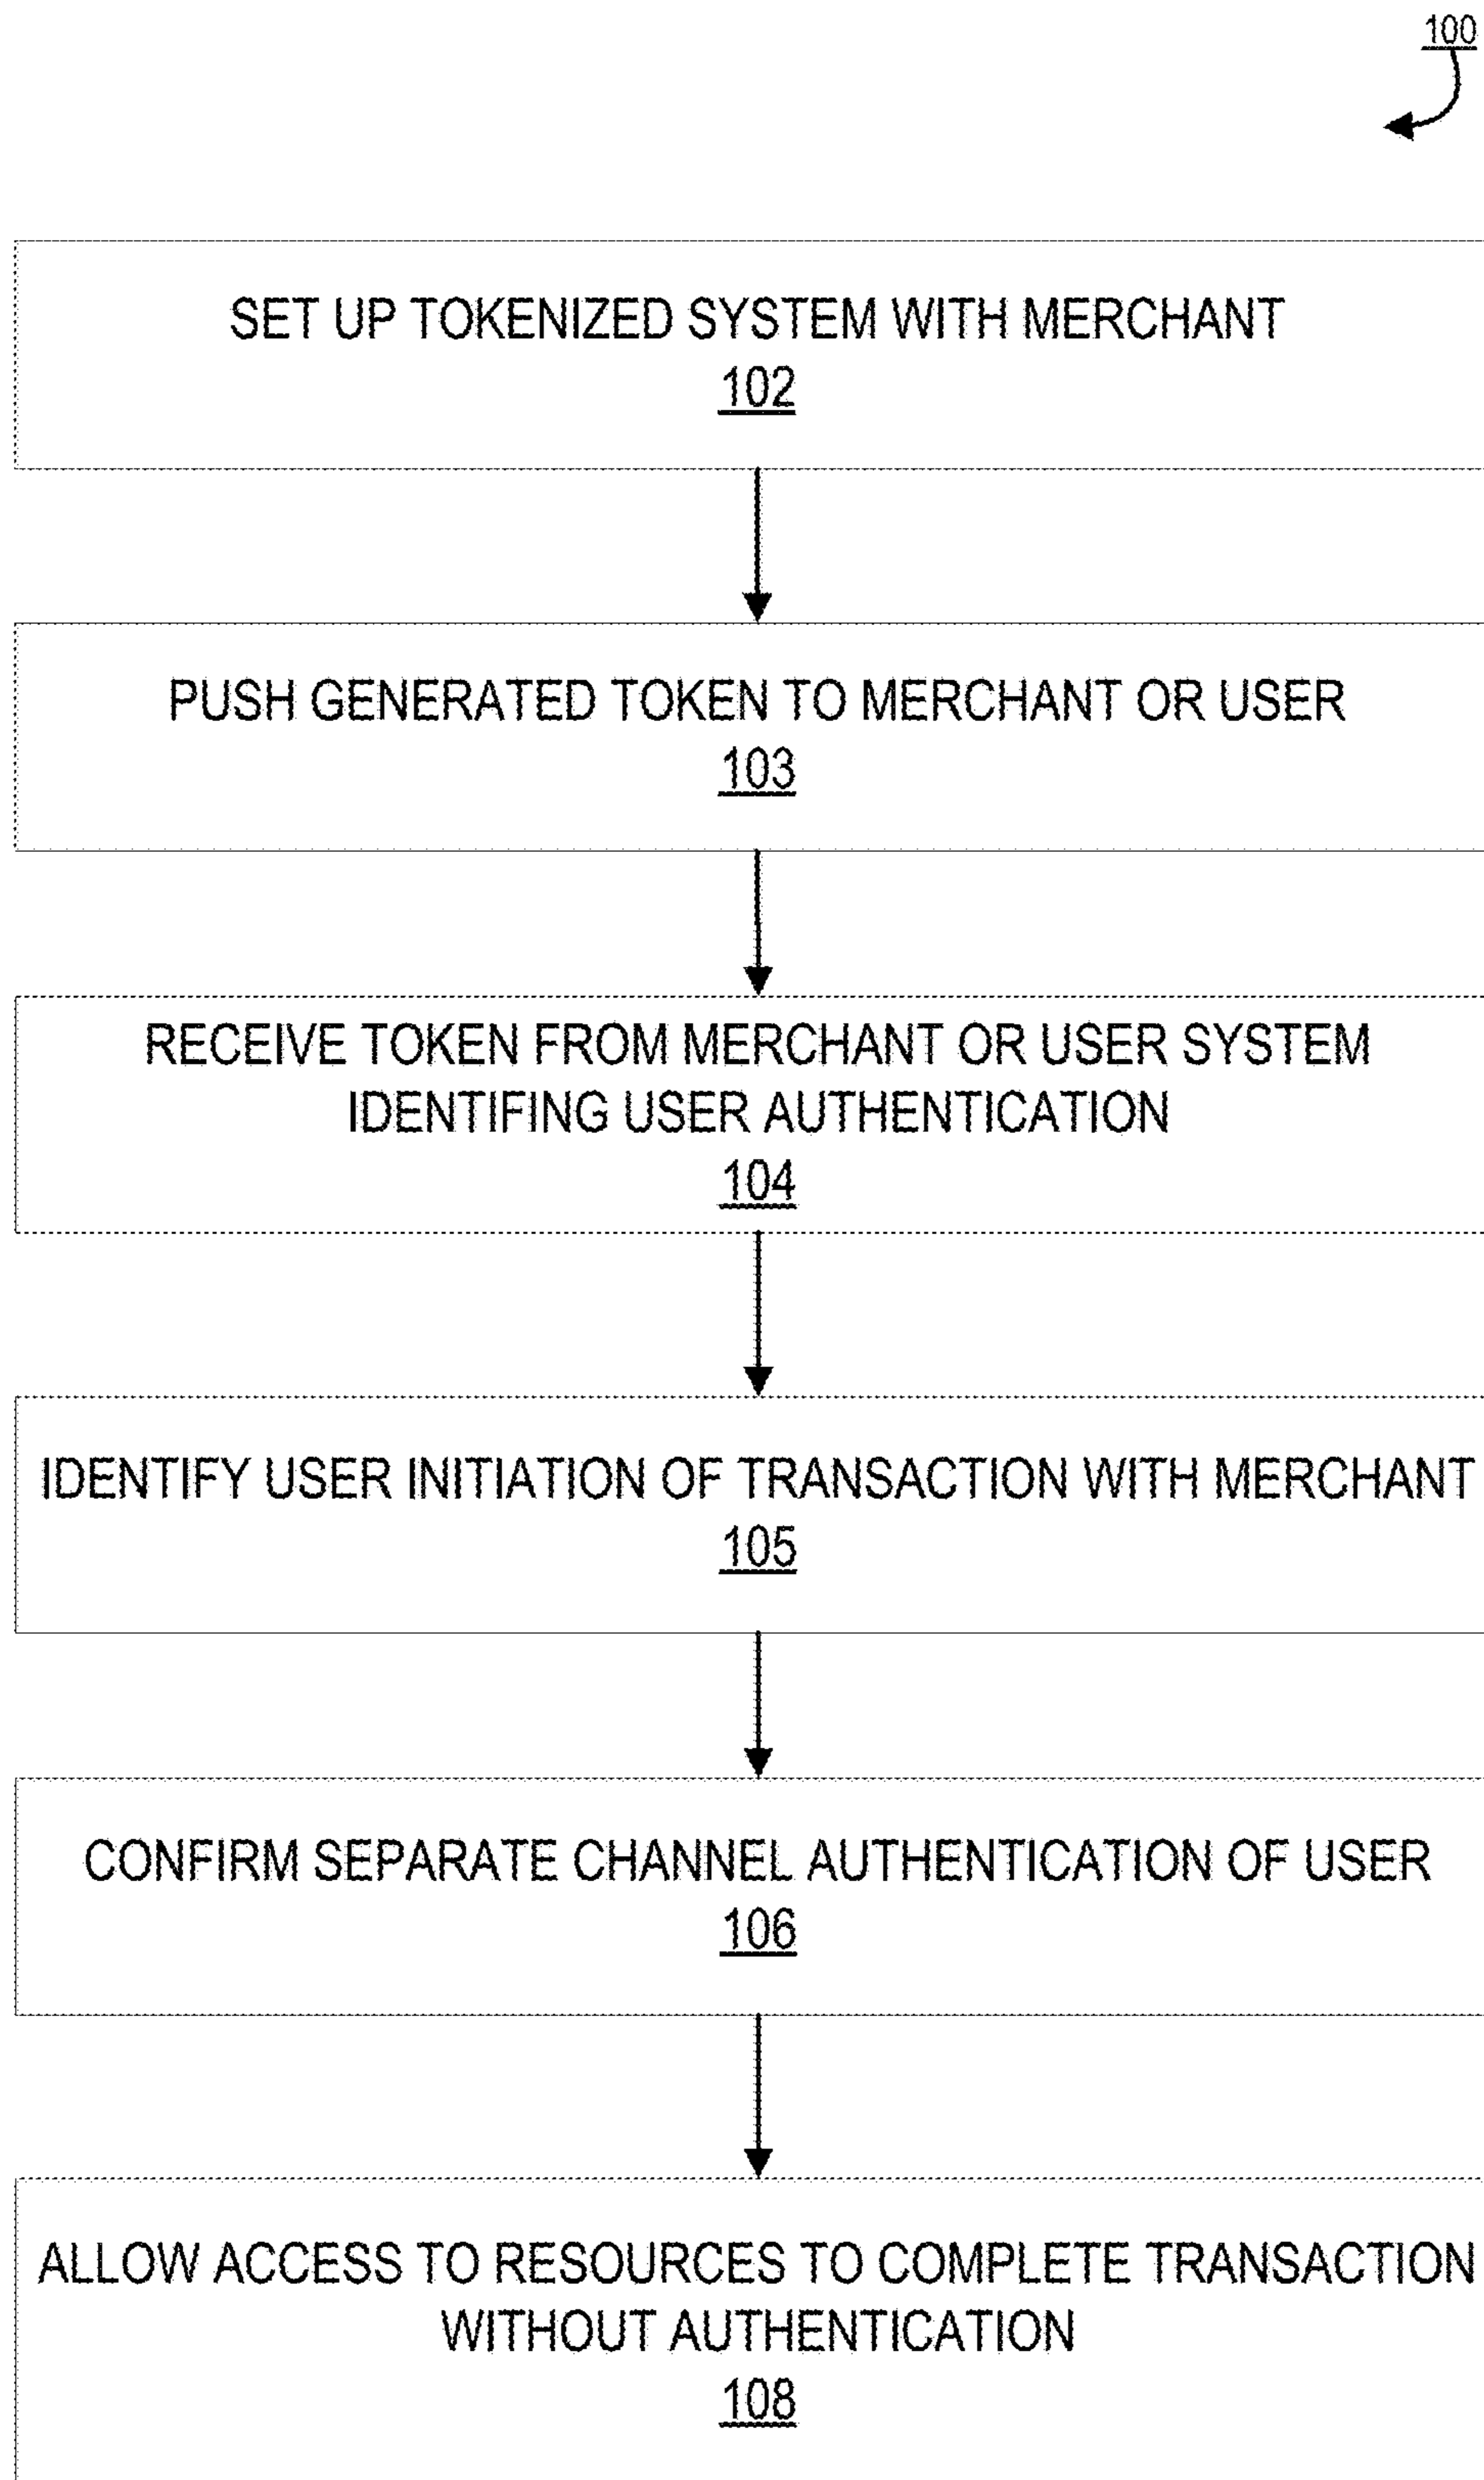 100
SET UP TOKENIZED SYSTEM WITH MERCHANT
102
PUSH GENERATED TOKEN TO MERCHANT OR USER
103
RECEIVE TOKEN FROM MERCHANT OR USER SYSTEM
IDENTIFING USER AUTHENTICATION
104
IDENTIFY USER INITIATION OF TRANSACTION WITH MERCHANT
105
CONFIRM SEPARATE CHANNEL AUTHENTICATION OF USER
106
ALLOW ACCESS TO RESOURCES TO COMPLETE TRANSACTION
WITHOUT AUTHENTICATION
108